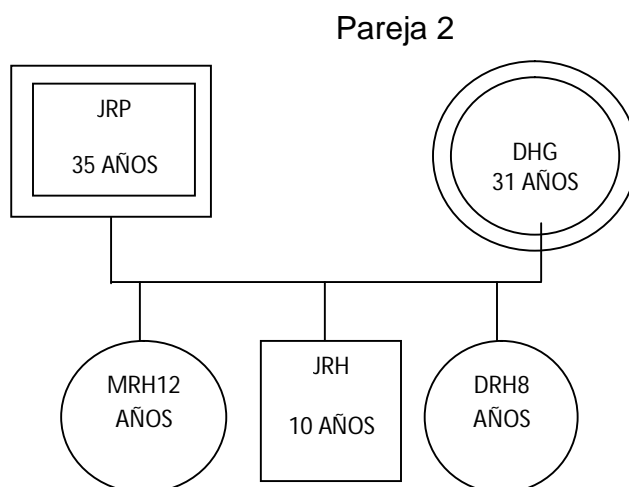 Pareja 2
JRP
35 AÑOS
DHG
31 AÑOS
MRH12
AÑOS
JRH
10 AÑOS
DRH8
AÑOS